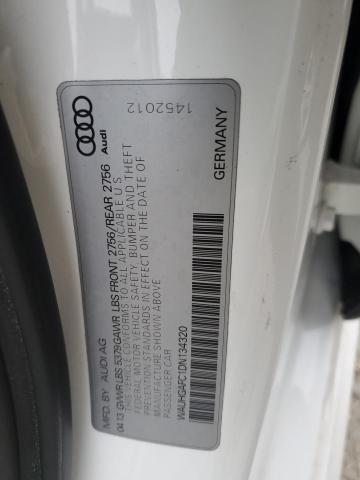 MFD. BY AUDI AG
04.13 GVWR LBS 5379 GAWR LBS FRONT 2756/REAR 2756
THIS VEHICLE CONFORMS TO ALL APPLICABLE U.S.
FEDERAL MOTOR VEHICLE SAFETY, BUMPER AND THEFT
PREVENTION STANDARDS IN EFFECT ON THE DATE OF
MANUFACTURE SHOWN ABOVE
PASSENGER CAR
WAUHGAFC1DN134320
Audi
1452012
GERMANY